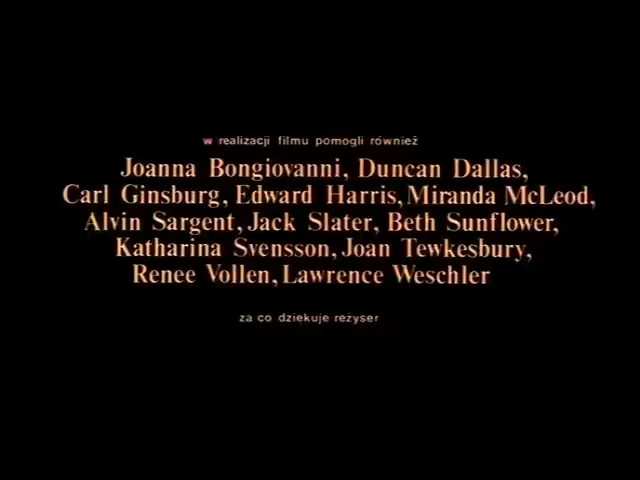 w realizacji filmu pomogli również
Joanna Bongiovanni, Duncan Dallas,
Carl Ginsburg, Edward Harris, Miranda McLeod,
Alvin Sargent, Jack Slater, Beth Sunflower,
Katharina Svensson, Joan Tewkesbury,
Renee Vollen, Lawrence Weschler
za co dziekuje reżyser